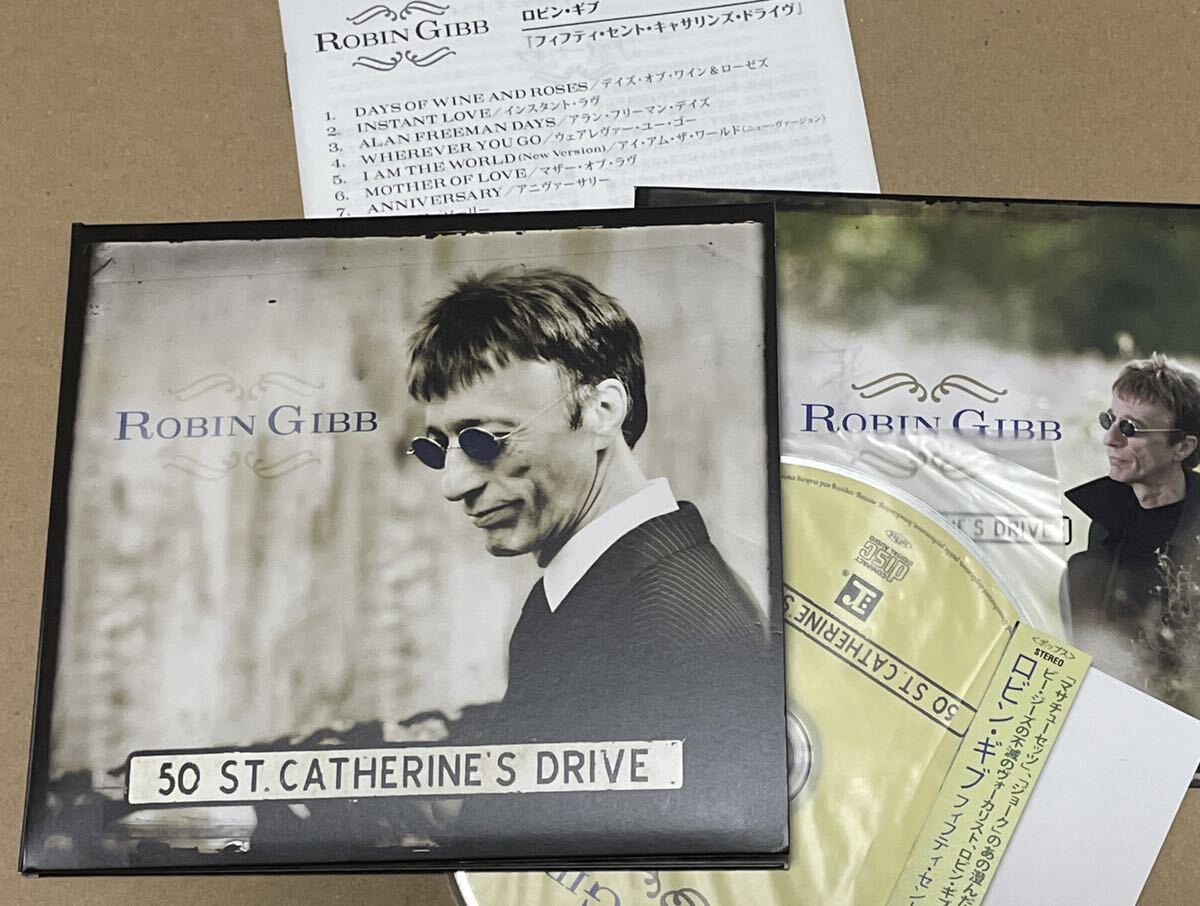 ROBIN GIBB
ロビン・ギブ
「フィフティ・セント・キャサリンズ・ドライヴ」
1. DAYS OF WINE AND ROSES/デイズ・オブ・ワイン&ローゼズ
2. INSTANT LOVE/インスタント・ラヴ
3. ALAN FREEMAN DAYS/アラン・フリーマン・デイズ
4. WHEREVER YOU GO/ウェアレヴァー・ユー・ゴー
5. I AM THE WORLD(New Version)/アイ・アム・ザ・ワールド(ニュー・ヴァージョン)
6. MOTHER OF LOVE/マザー・オブ・ラヴ
7. ANNIVERSARY/アニヴァーサリー
ROBIN GIBB
50 ST. CATHERINE'S DRIVE
ROBIN GIBB
E'S DRIVE
COMPACT
disc
DIGITAL AUDIO
50 ST. CATHERINE'S
GIB
<ポップス>
STEREO
「マサチューセッツ」、「ジョーク」のあの澄んだ
ビー・ジーズの不滅のヴォーカリスト、ロビン・ギブ
ロビン・ギブ
フィフティ・セン